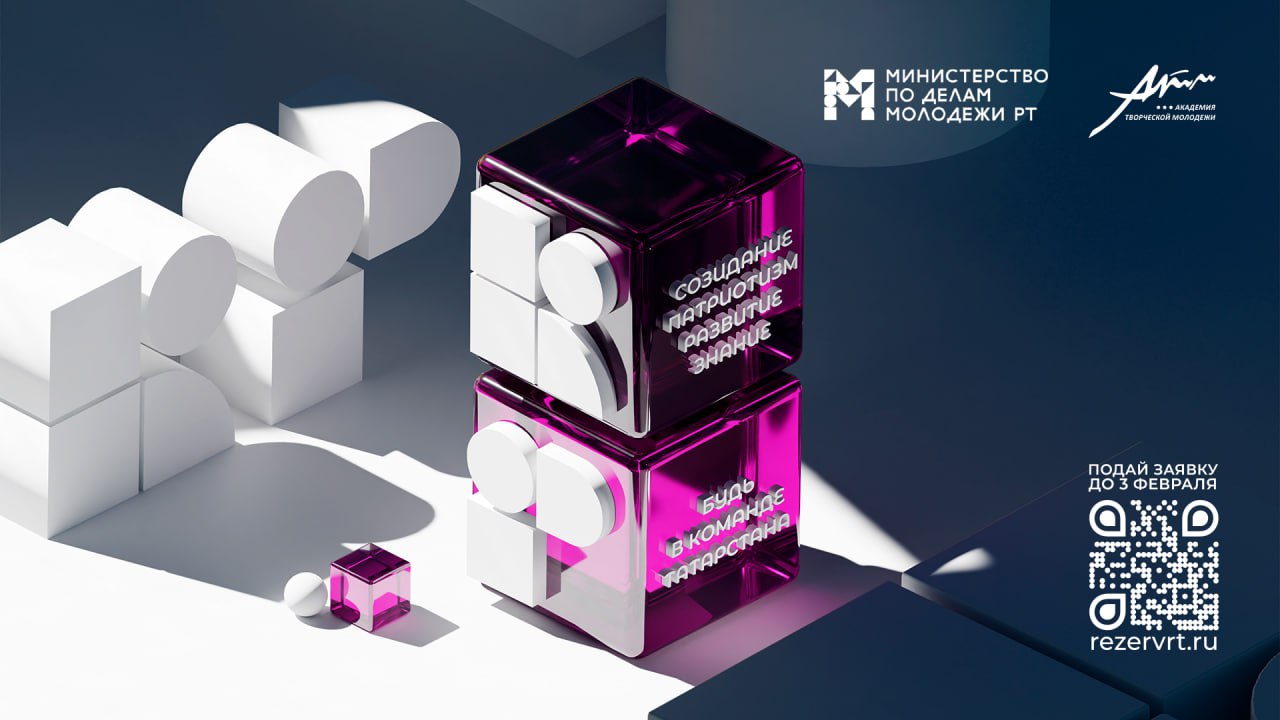 МИНИСТЕРСТВО
ПО ДЕЛАМ
МОЛОДЕЖИ РТ
АТом
АКАДЕМИЯ
ТВОРЧЕСКОЙ МОЛОДЕЖИ
СОЗИДАНИЕ
ПАТРИОТИЗМ
РАЗВИТИЕ
ЗНАНИЕ
БУДЬ
В КОМАНДЕ
ТАТАРСТАНА
ПОДАЙ ЗАЯВКУ
ДО 3 ФЕВРАЛЯ
rezervrt.ru